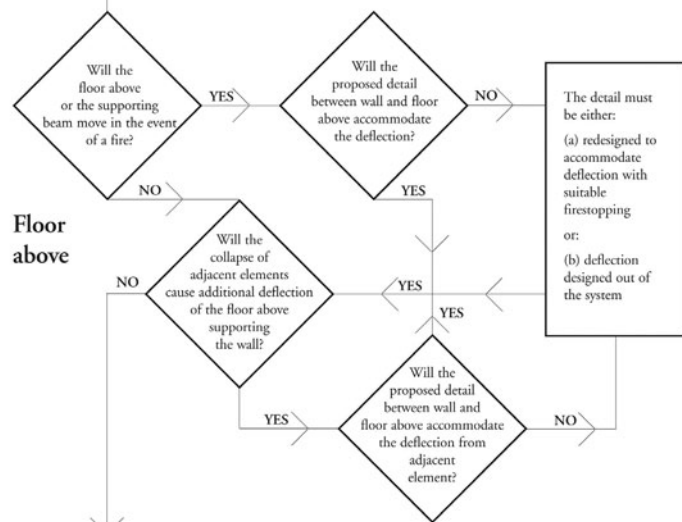 Will the
floor above
or the supporting
beam move in the event
of a fire?
YES
Will the
proposed detail
between wall and floor
above accommodate
the deflection?
NO
The detail must
be either:
(a) redesigned to
accommodate
deflection with
suitable
firestopping
or:
(b) deflection
designed out of
the system
NO
YES
Floor
above
Will the
collapse of
adjacent elements
cause additional deflection
of the floor above
supporting
the wall?
NO
YES
YES
YES
Will the
proposed detail
between wall and
floor above accommodate
the deflection from
adjacent
element?
NO